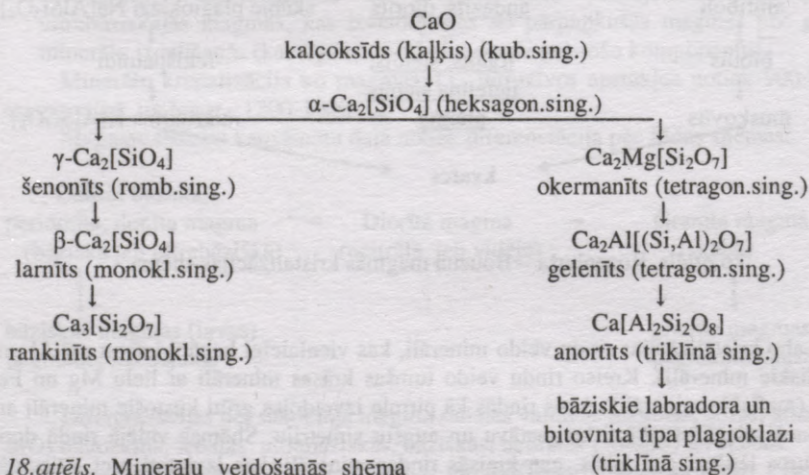 CaO
kalcoksīds (kaļķis) (kub.sing.)
α-Ca₂[SiO₄] (heksagon.sing.)
γ-Ca₂[SiO₄]
šenonīts (romb.sing.)
β-Ca₂[SiO₄]
larnīts (monokl.sing.)
Ca₃[Si₂O₇]
rankinīts (monokl.sing.)
Ca₂Mg[Si₂O₇]
okermanīts (tetragon.sing.)
Ca₂Al[(Si,Al)₂O₇]
gelenīts (tetragon.sing.)
Ca[Al₂Si₂O₈]
anortīts (triklīnā sing.)
bāziskie labradora un
bitovnīta tipa plagioklazi
(triklīnā sing.)
18.attēls. Minerālu veidošanās shēma